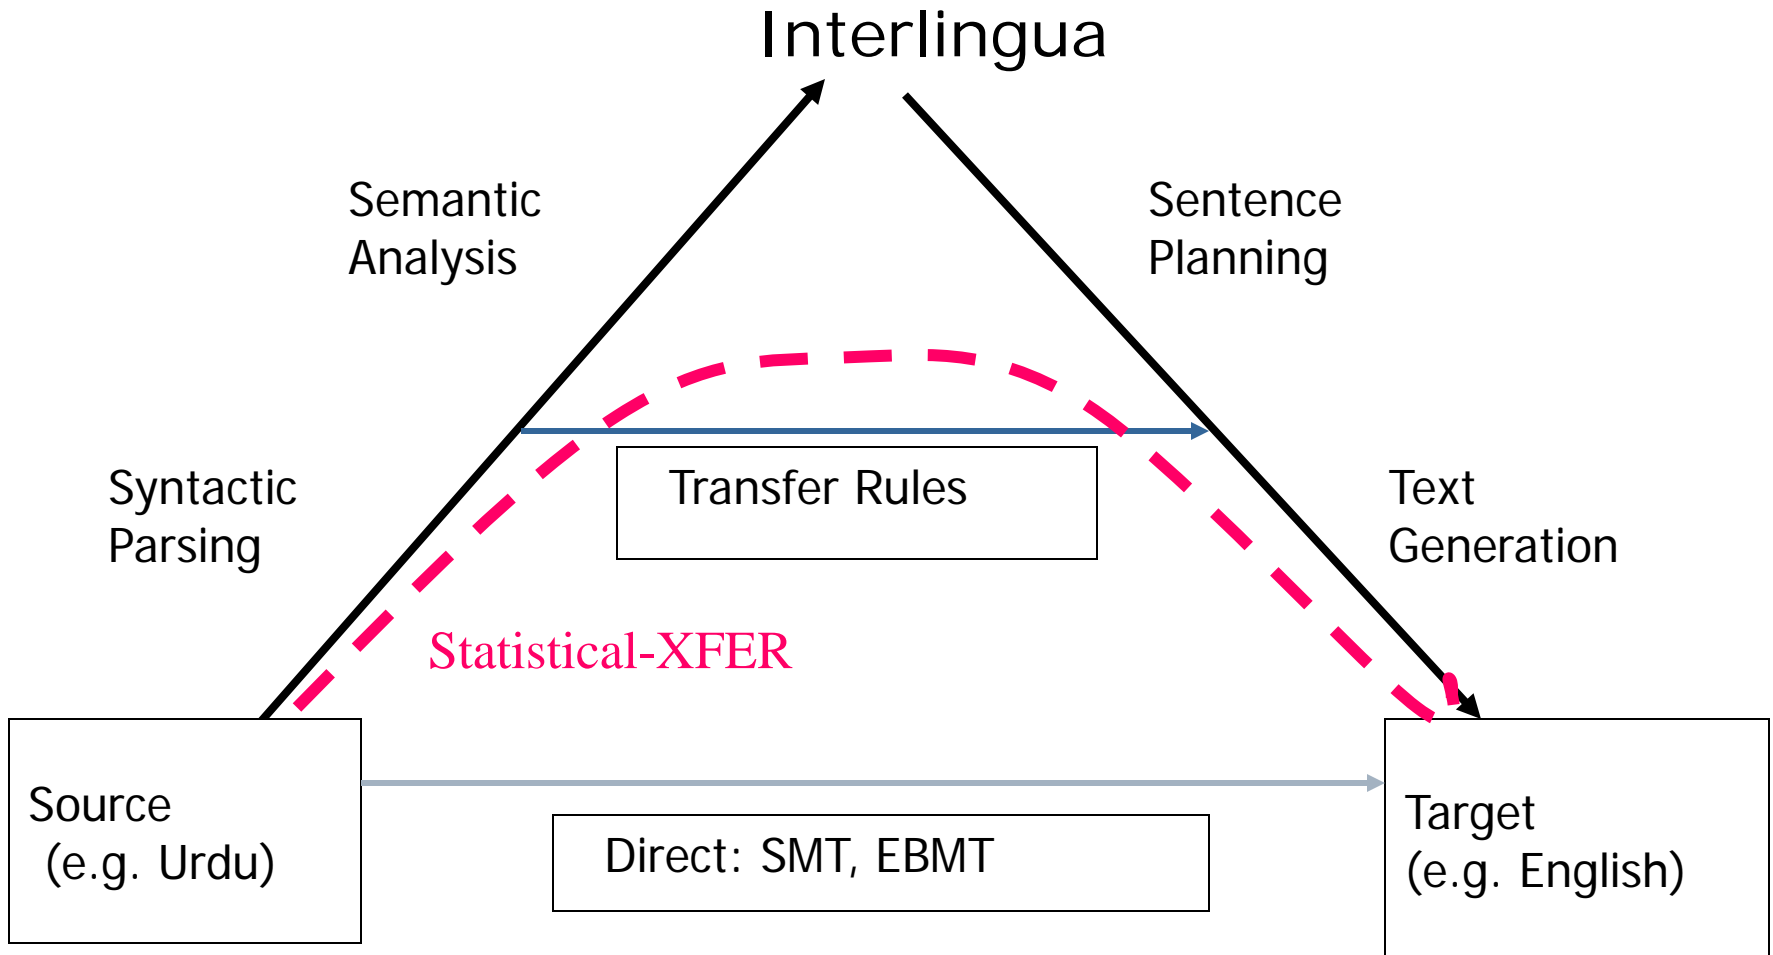 Interlingua
Semantic
Analysis
Sentence
Planning
Syntactic
Parsing
Transfer Rules
Text
Generation
Statistical-XFER
Source
(e.g. Urdu)
Direct: SMT, EBMT
Target
(e.g. English)